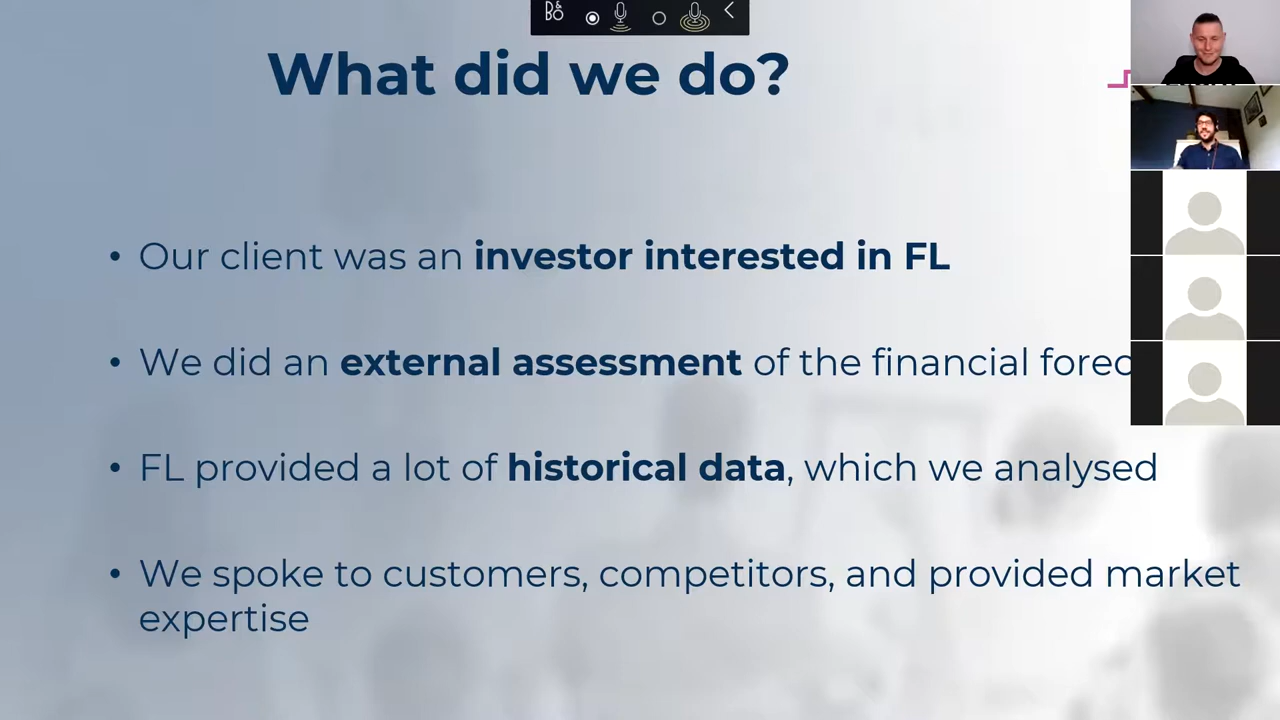 B&O
What did we do?
• Our client was an investor interested in FL
• We did an external assessment of the financial
• FL provided a lot of historical data, which we analysed
• We spoke to customers, competitors, and provided market
expertise